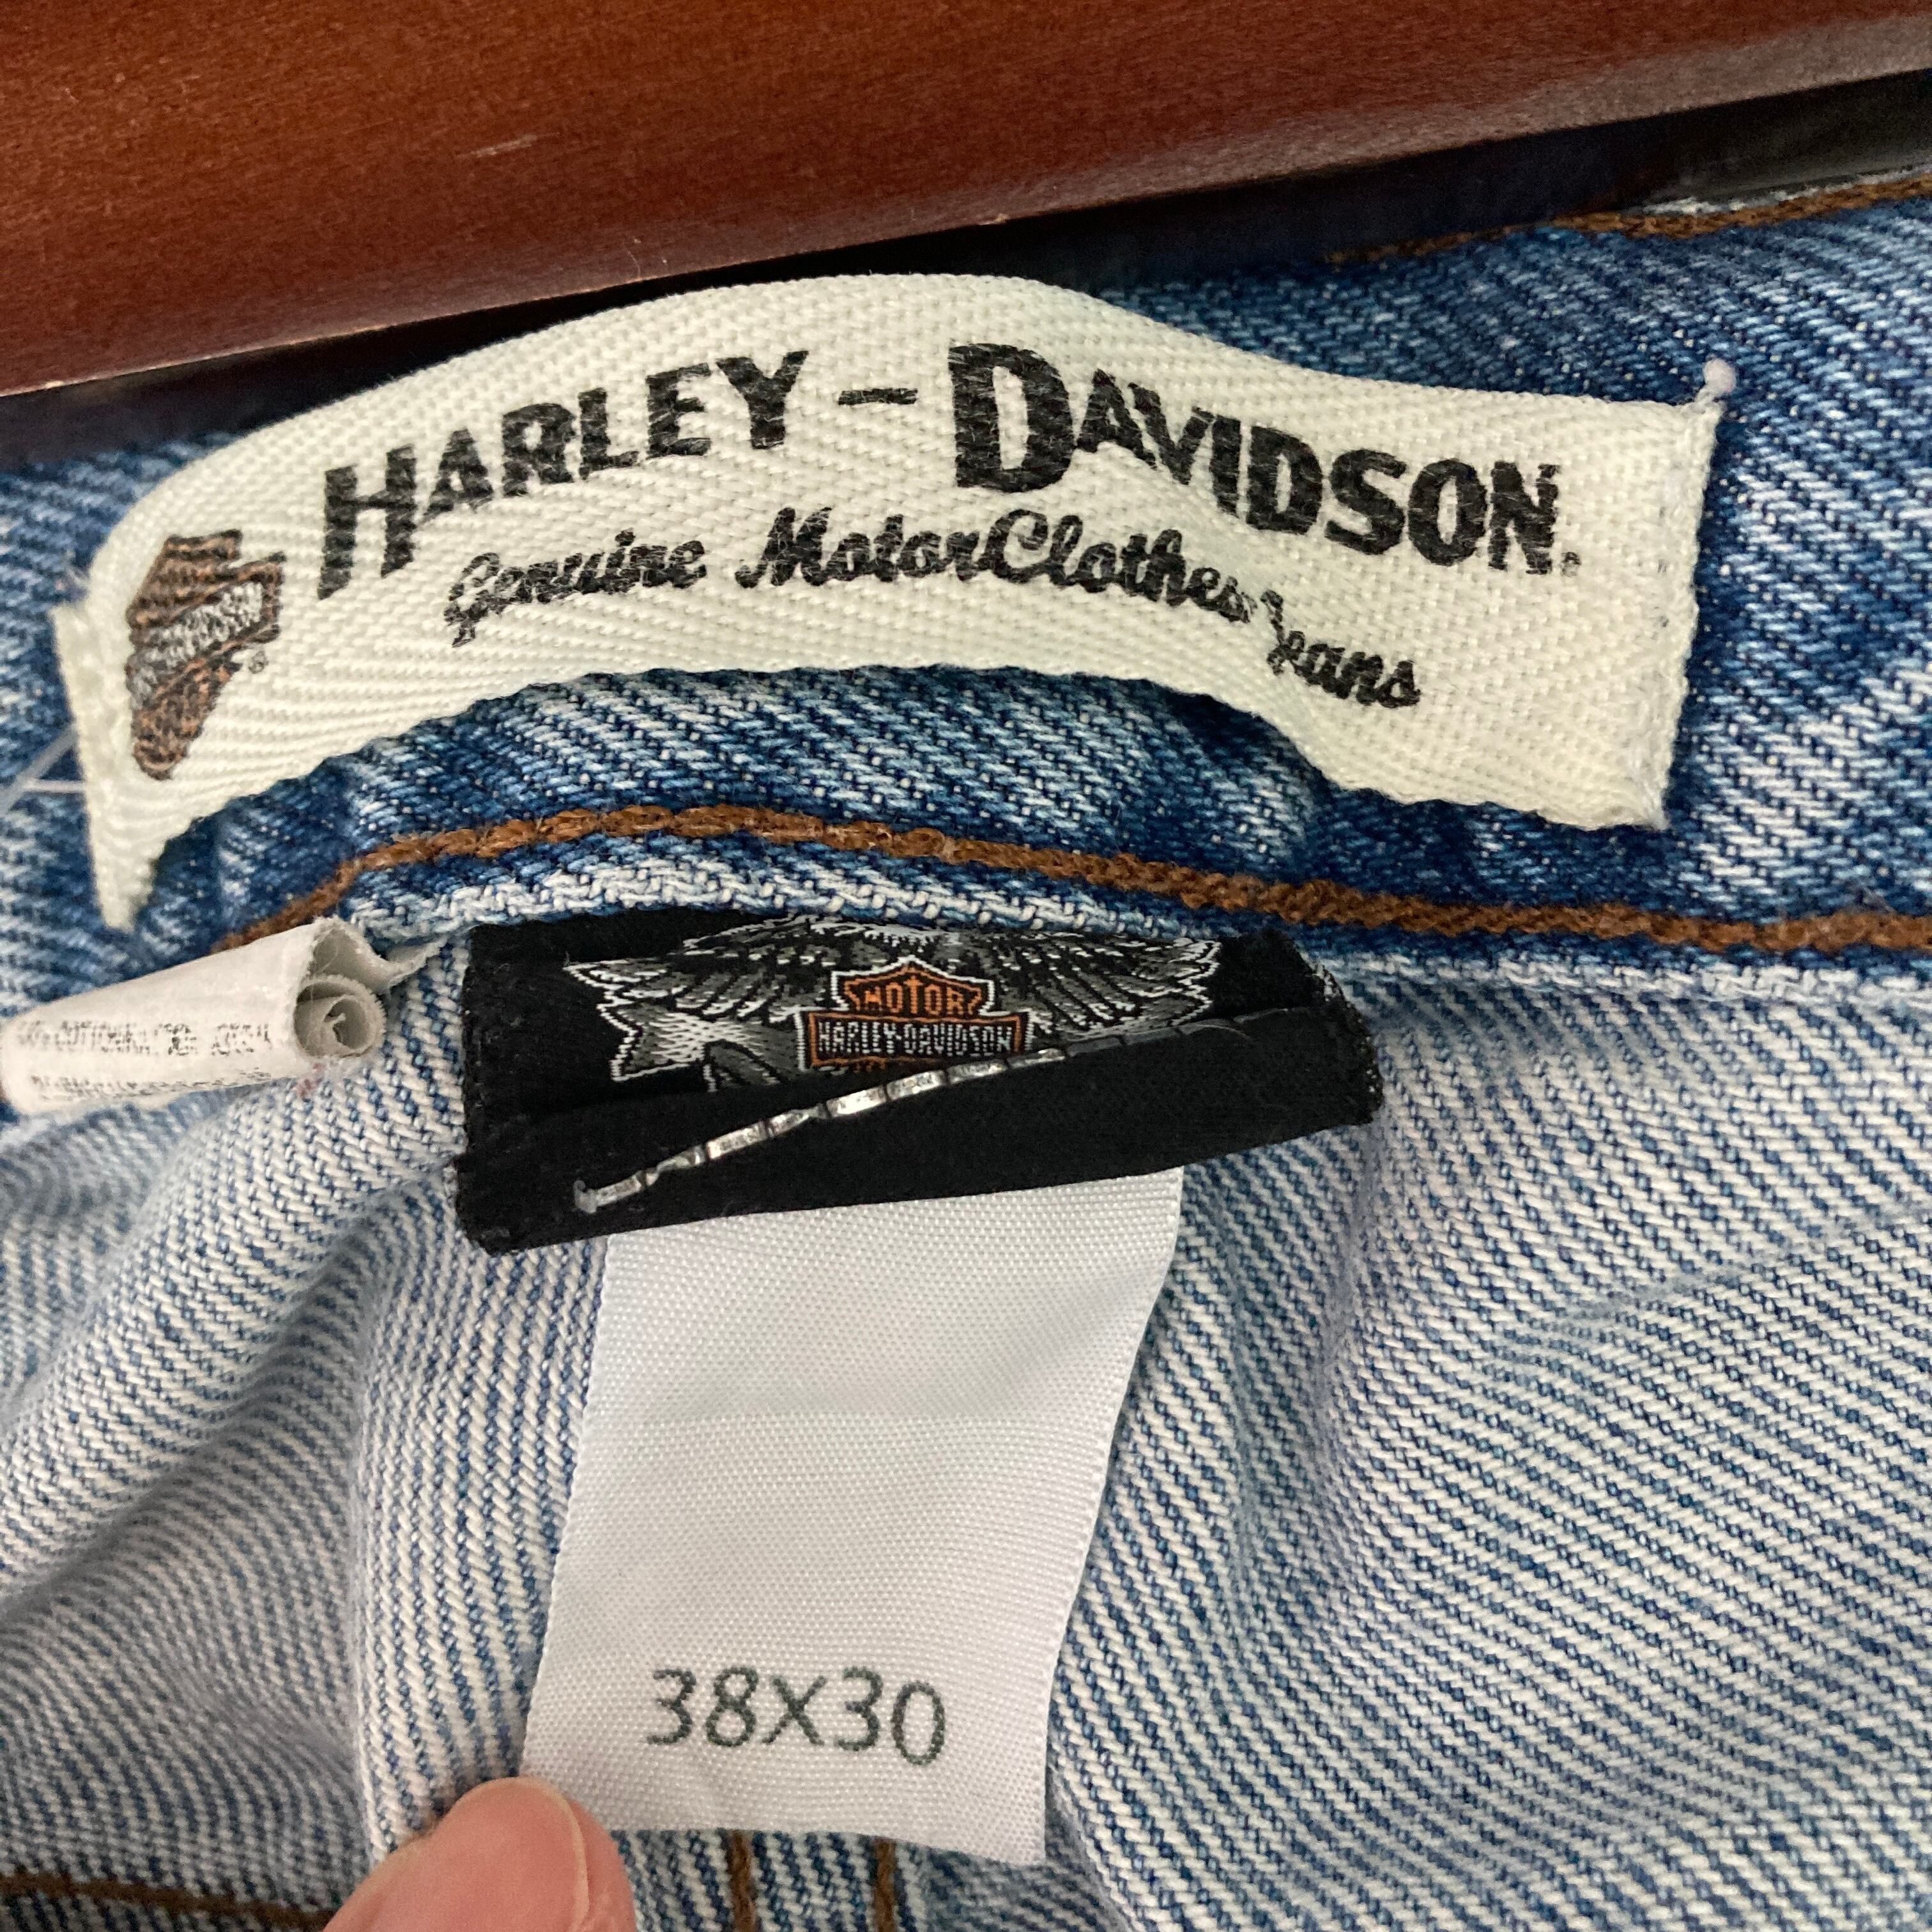 HARLEY-DAVIDSON.
Genuine MotorClothes Jeans
®
MOTOR
HARLEY-DAVIDSON
38X30